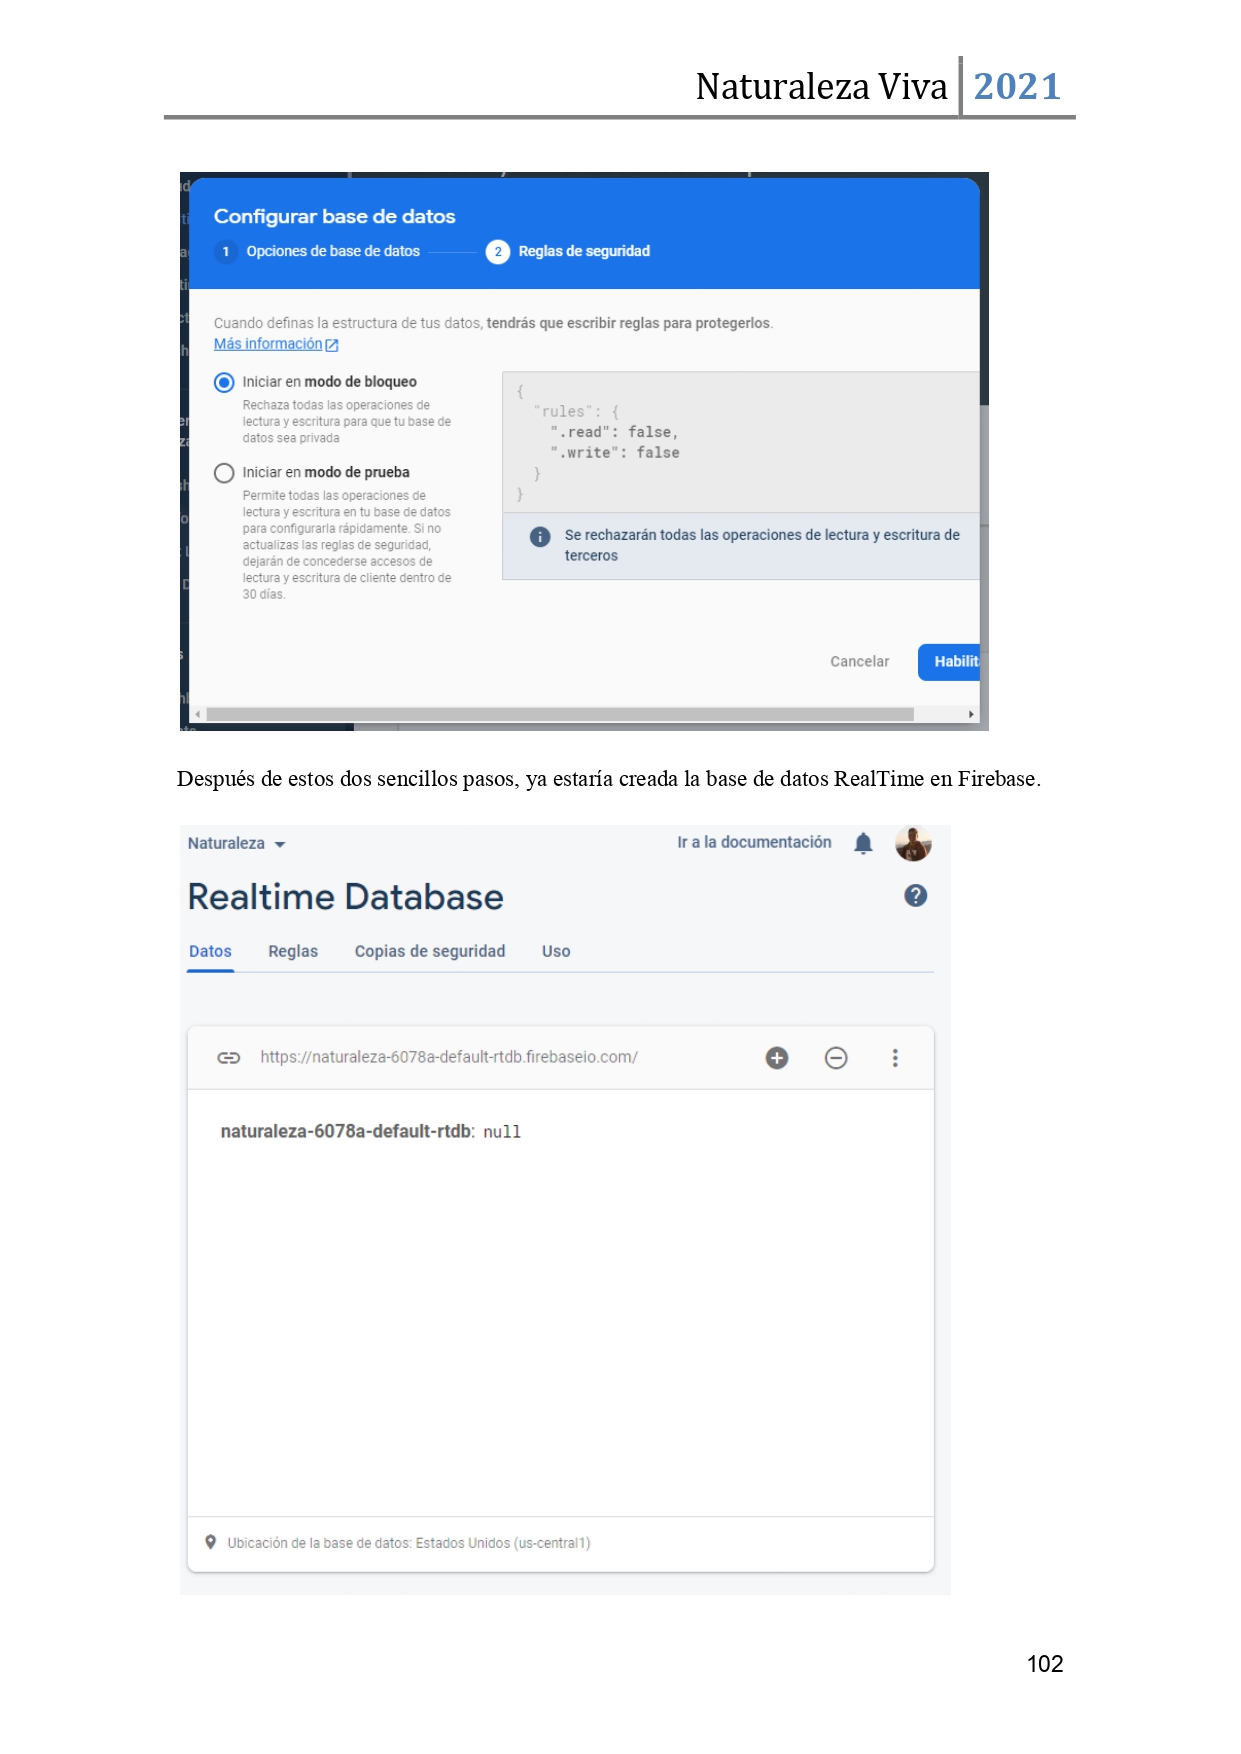 Naturaleza Viva 2021
Configurar base de datos
1 Opciones de base de datos 2 Reglas de seguridad
Cuando definas la estructura de tus datos, tendrás que escribir reglas para protegerlos.
Más información
Iniciar en modo de bloqueo
Rechaza todas las operaciones de
lectura y escritura para que tu base de
datos sea privada
Iniciar en modo de prueba
Permite todas las operaciones de
lectura y escritura en tu base de datos
para configurarla rápidamente. Si no
actualizas las reglas de seguridad,
dejarán de concederse accesos de
lectura y escritura de cliente dentro de
30 días.
{
"rules": {
".read": false,
".write": false
}
}
Se rechazarán todas las operaciones de lectura y escritura de
terceros
Cancelar Habilit
Después de estos dos sencillos pasos, ya estaría creada la base de datos RealTime en Firebase.
Naturaleza Ir a la documentación
Realtime Database
Datos Reglas Copias de seguridad Uso
https://naturaleza-6078a-default-rtdb.firebaseio.com/
naturaleza-6078a-default-rtdb: null
Ubicación de la base de datos: Estados Unidos (us-central1)
102